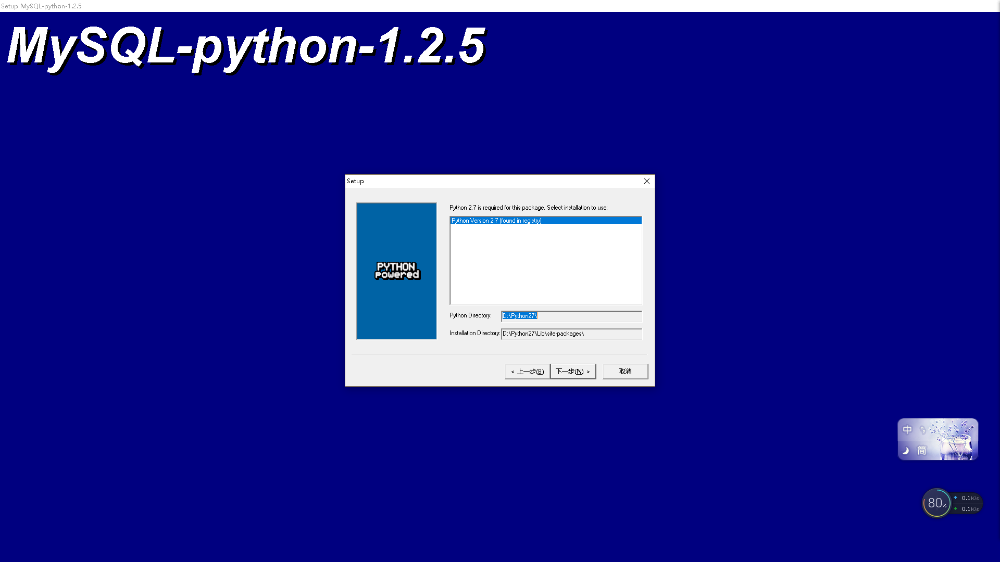 Setup MySQL-python-1.2.5
MySQL-python-1.2.5
Setup
Python 2.7 is required for this package. Select installation to use:
Python Version 2.7 (found in registry)
PYTHON
powered
Python Directory: D:\Python27\
Installation Directory: D:\Python27\Lib\site-packages\
< 上一步(B) 下一步(N) > 取消
中
简
80% 0.1K/s
0.1K/s